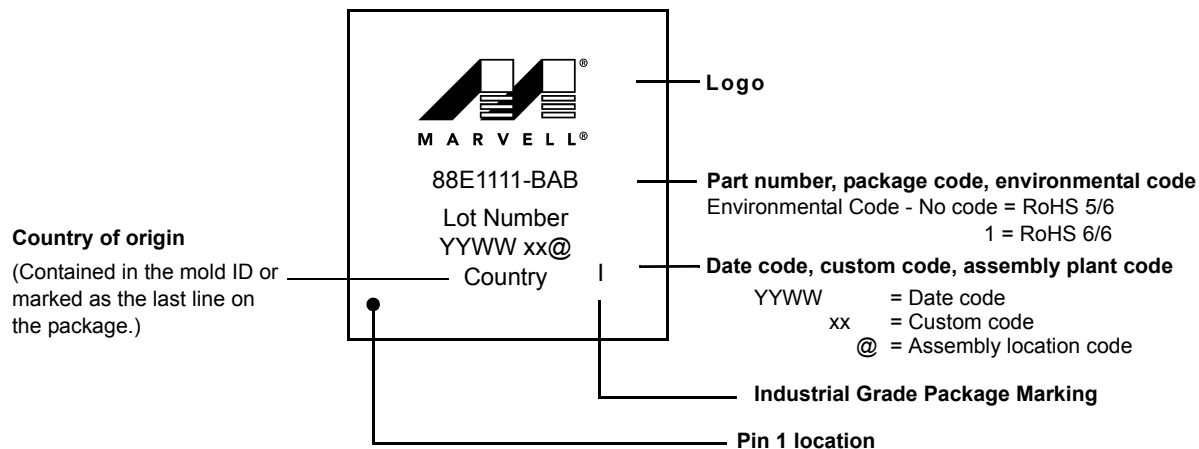 ®
MARVELL®
88E1111-BAB
Lot Number
YYWW xx@
Country I
Logo
Part number, package code, environmental code
Environmental Code - No code = RoHS 5/6
1 = RoHS 6/6
Country of origin
(Contained in the mold ID or
marked as the last line on
the package.)
Date code, custom code, assembly plant code
YYWW = Date code
xx = Custom code
@ = Assembly location code
Industrial Grade Package Marking
Pin 1 location